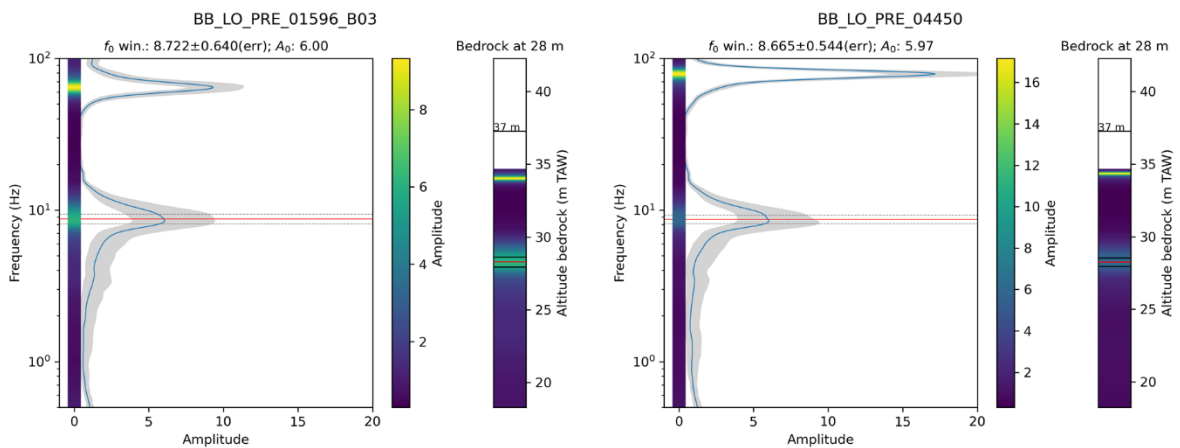 BB_LO_PRE_01596_B03
f₀ win.: 8.722±0.640(err); A₀: 6.00
Bedrock at 28 m
10²
10¹
10⁰
Frequency (Hz)
0
5
10
15
20
Amplitude
8
6
4
2
Amplitude
37 m
40
35
30
25
20
Altitude bedrock (m TAW)
BB_LO_PRE_04450
f₀ win.: 8.665±0.544(err); A₀: 5.97
Bedrock at 28 m
10²
10¹
10⁰
Frequency (Hz)
0
5
10
15
20
Amplitude
16
14
12
10
8
6
4
2
Amplitude
37 m
40
35
30
25
20
Altitude bedrock (m TAW)